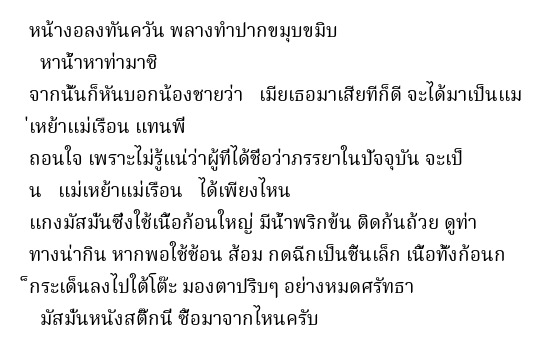 หน้างอลงทันควัน พลางทำปากขมุบขมิบ
หาน้ำหาท่ามาซิ
จากนั้นก็หันบอกน้องชายว่า   เมียเธอมาเสียทีก็ดี จะได้มาเป็นแม
่เหย้าแม่เรือน แทนพี่
ถอนใจ เพราะไม่รู้แน่ว่าผู้ที่ได้ชื่อว่าภรรยาในปัจจุบัน จะเป็
น   แม่เหย้าแม่เรือน   ได้เพียงไหน
แกงมัสมั่นซึ่งใช้เนื้อก้อนใหญ่ มีน้ำพริกข้น ติดก้นถ้วย ดูท่า
ทางน่ากิน หากพอใช้ช้อน ส้อม กดฉีกเป็นชิ้นเล็ก เนื้อทั้งก้อนก
็กระเด็นลงไปใต้โต๊ะ มองตาปริบๆ อย่างหมดศรัทธา
มัสมั่นหนังสติ๊กนี่ ซื้อมาจากไหนครับ